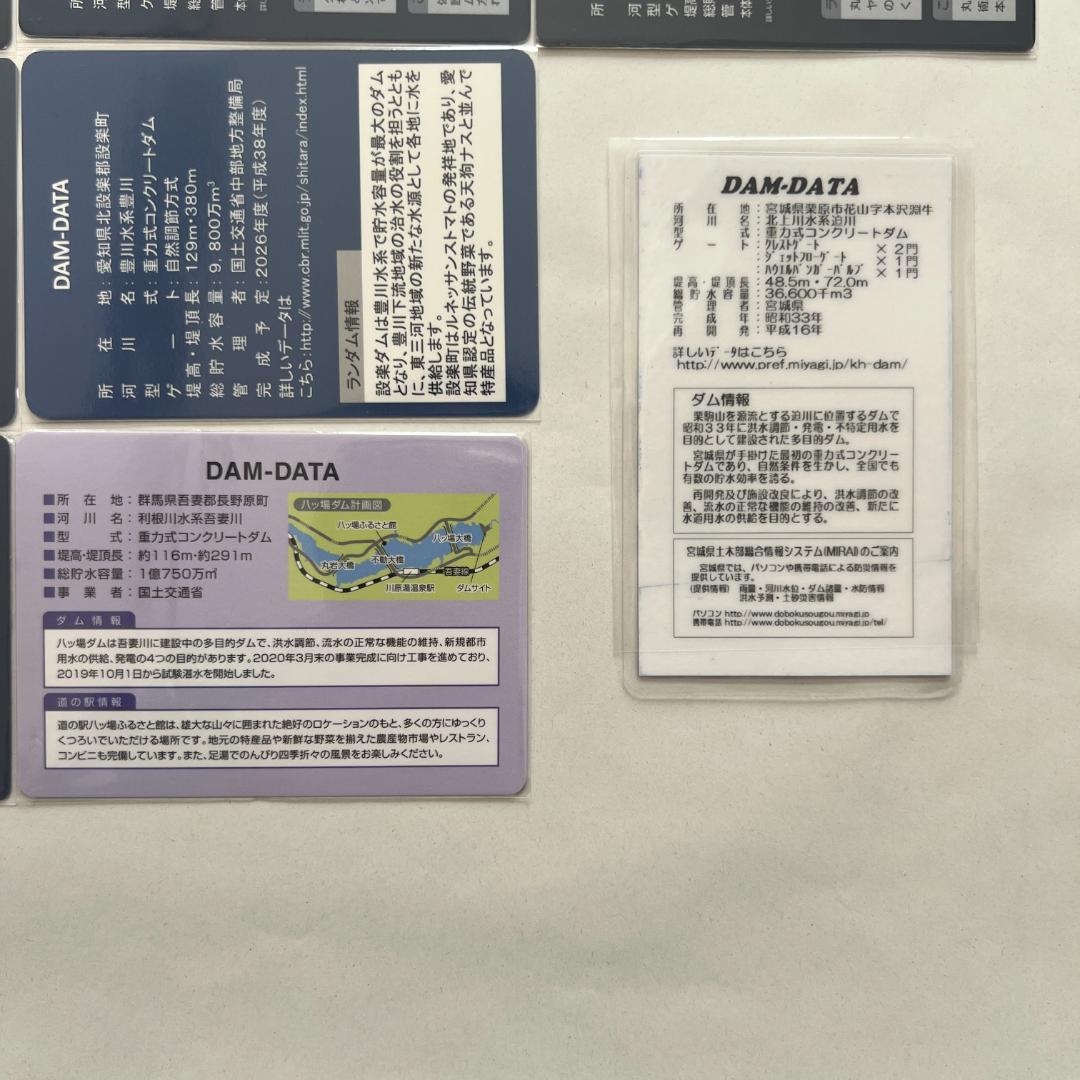 DAM-DATA
所在地：愛知県北設楽郡設楽町
河川名：豊川水系豊川
型式：重力式コンクリートダム
ゲート：自然調節方式
堤高・堤頂長：129m・380m
総貯水容量：9,800万m³
管理者：国土交通省中部地方整備局
完成予定：2026年度(平成38年度)
詳しいデータは
こちら：http://www.cbr.mlit.go.jp/shitara/index.html
ランダム情報
設楽ダムは豊川水系で貯水容量が最大のダム
となり、豊川下流地域の治水の役割を担うととも
に、東三河地域の新たな水源として各地に水を
供給します。
設楽町はルネッサンストマトの発祥地であり、愛
知県認定の伝統野菜である天狗ナスと並んで
特産品となっています。
DAM-DATA
所在地：群馬県吾妻郡長野原町
河川名：利根川水系吾妻川
型式：重力式コンクリートダム
堤高・堤頂長：約116m・約291m
総貯水容量：1億750万㎥
事業者：国土交通省
八ッ場ダム計画図
八ッ場ふるさと館
八ッ場大橋
不動大橋
丸岩大橋
吾妻線
川原湯温泉駅
ダムサイト
ダム情報
八ッ場ダムは吾妻川に建設中の多目的ダムで、洪水調節、流水の正常な機能の維持、新規都市
用水の供給、発電の4つの目的があります。2020年3月末の事業完成に向け工事を進めており、
2019年10月1日から試験湛水を開始しました。
道の駅情報
道の駅八ッ場ふるさと館は、雄大な山々に囲まれた絶好のロケーションのもと、多くの方にゆっくり
くつろいでいただける場所です。地元の特産品や新鮮な野菜を揃えた農産物市場やレストラン、
コンビニも完備しています。また、足湯でのんびり四季折々の風景をお楽しみください。
DAM-DATA
所在地：宮城県栗原市花山字本沢淵牛
河川名：北上川水系迫川
型式：重力式コンクリートダム
ゲート：クレストゲート × 2門
：ジェットフローゲート × 1門
：ハウエルバンガーバルブ × 1門
堤高・堤頂長：48.5m・72.0m
総貯水容量：36,600千m3
管理者：宮城県
完成年：昭和33年
再開発：平成16年
詳しいデータはこちら
http://www.pref.miyagi.jp/kh-dam/
ダム情報
栗駒山を源流とする迫川に位置するダムで
昭和33年に洪水調節・発電・不特定用水を
目的として建設された多目的ダム。
宮城県が手掛けた最初の重力式コンクリー
トダムであり、自然条件を生かし、全国でも
有数の貯水効率を誇る。
再開発及び施設改良により、洪水調節の改
善、流水の正常な機能の維持の改善、新たに
水道用水の供給を目的とする。
宮城県土木部総合情報システム(MIRAI)のご案内
宮城県では、パソコンや携帯電話による防災情報を
提供しています。
(提供情報) 雨量・河川水位・ダム諸量・水防情報
洪水予測・土砂災害情報
パソコン http://www.dobokusougou.miyagi.jp
携帯電話 http://www.dobokusougou.miyagi.jp/tel/